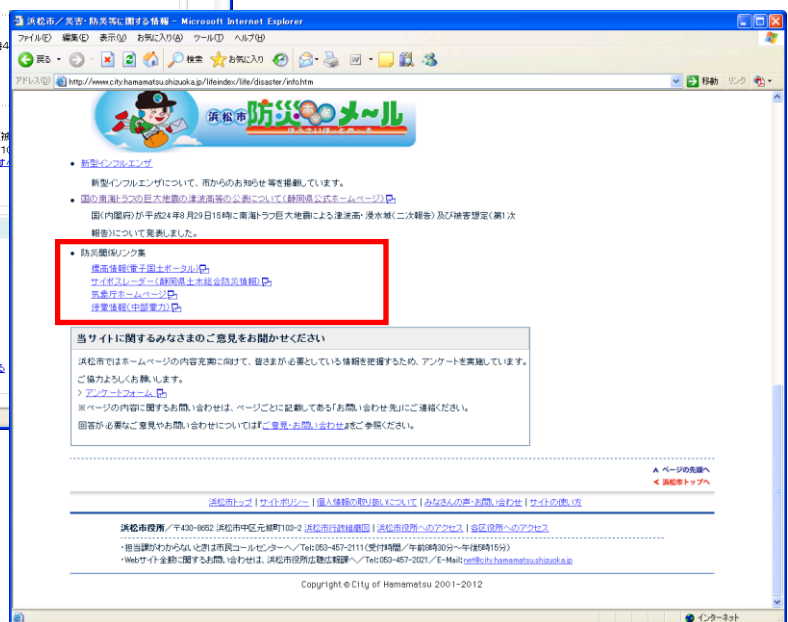 浜松市／災害・防災等に関する情報 - Microsoft Internet Explorer
ファイル(F) 編集(E) 表示(V) お気に入り(A) ツール(T) ヘルプ(H)
戻る 検索 お気に入り
アドレス(D) http://www.city.hamamatsu.shizuoka.jp/lifeindex/life/disaster/info.htm 移動 リンク
浜松市防災ホッとメ～ル
ぼうさいほっとめーる
• 新型インフルエンザ
新型インフルエンザについて、市からのお知らせ等を掲載しています。
• 国の南海トラフの巨大地震の津波高等の公表について（静岡県公式ホームページ）
国（内閣府）が平成24年8月29日15時に南海トラフ巨大地震による津波高・浸水域（二次報告）及び被害想定（第1次
報告）について発表しました。
• 防災関係リンク集
標高情報（電子国土ポータル）
サイポスレーダー（静岡県土木総合防災情報）
気象庁ホームページ
停電情報（中部電力）
当サイトに関するみなさまのご意見をお聞かせください
浜松市ではホームページの内容充実に向けて、皆さまが必要としている情報を把握するため、アンケートを実施しています。
ご協力よろしくお願いします。
> アンケートフォーム
※ページの内容に関するお問い合わせは、ページごとに記載してある「お問い合わせ先」にご連絡ください。
回答が必要なご意見やお問い合わせについては『ご意見・お問い合わせ』をご参照ください。
ページの先頭へ
浜松市トップへ
浜松市トップ | サイトポリシー | 個人情報の取り扱いについて | みなさんの声・お問い合わせ | サイトの使い方
浜松市役所／〒430-8652 浜松市中区元城町103-2 浜松市行政組織図 | 浜松市役所へのアクセス | 各区役所へのアクセス
・担当課がわからないときは市民コールセンターへ／Tel:053-457-2111（受付時間／午前8時30分～午後5時15分）
・Webサイト全般に関するお問い合わせは、浜松市役所広聴広報課へ／Tel:053-457-2021／E-Mail:net@city.hamamatsu.shizuoka.jp
Copyright © City of Hamamatsu 2001-2012
インターネット